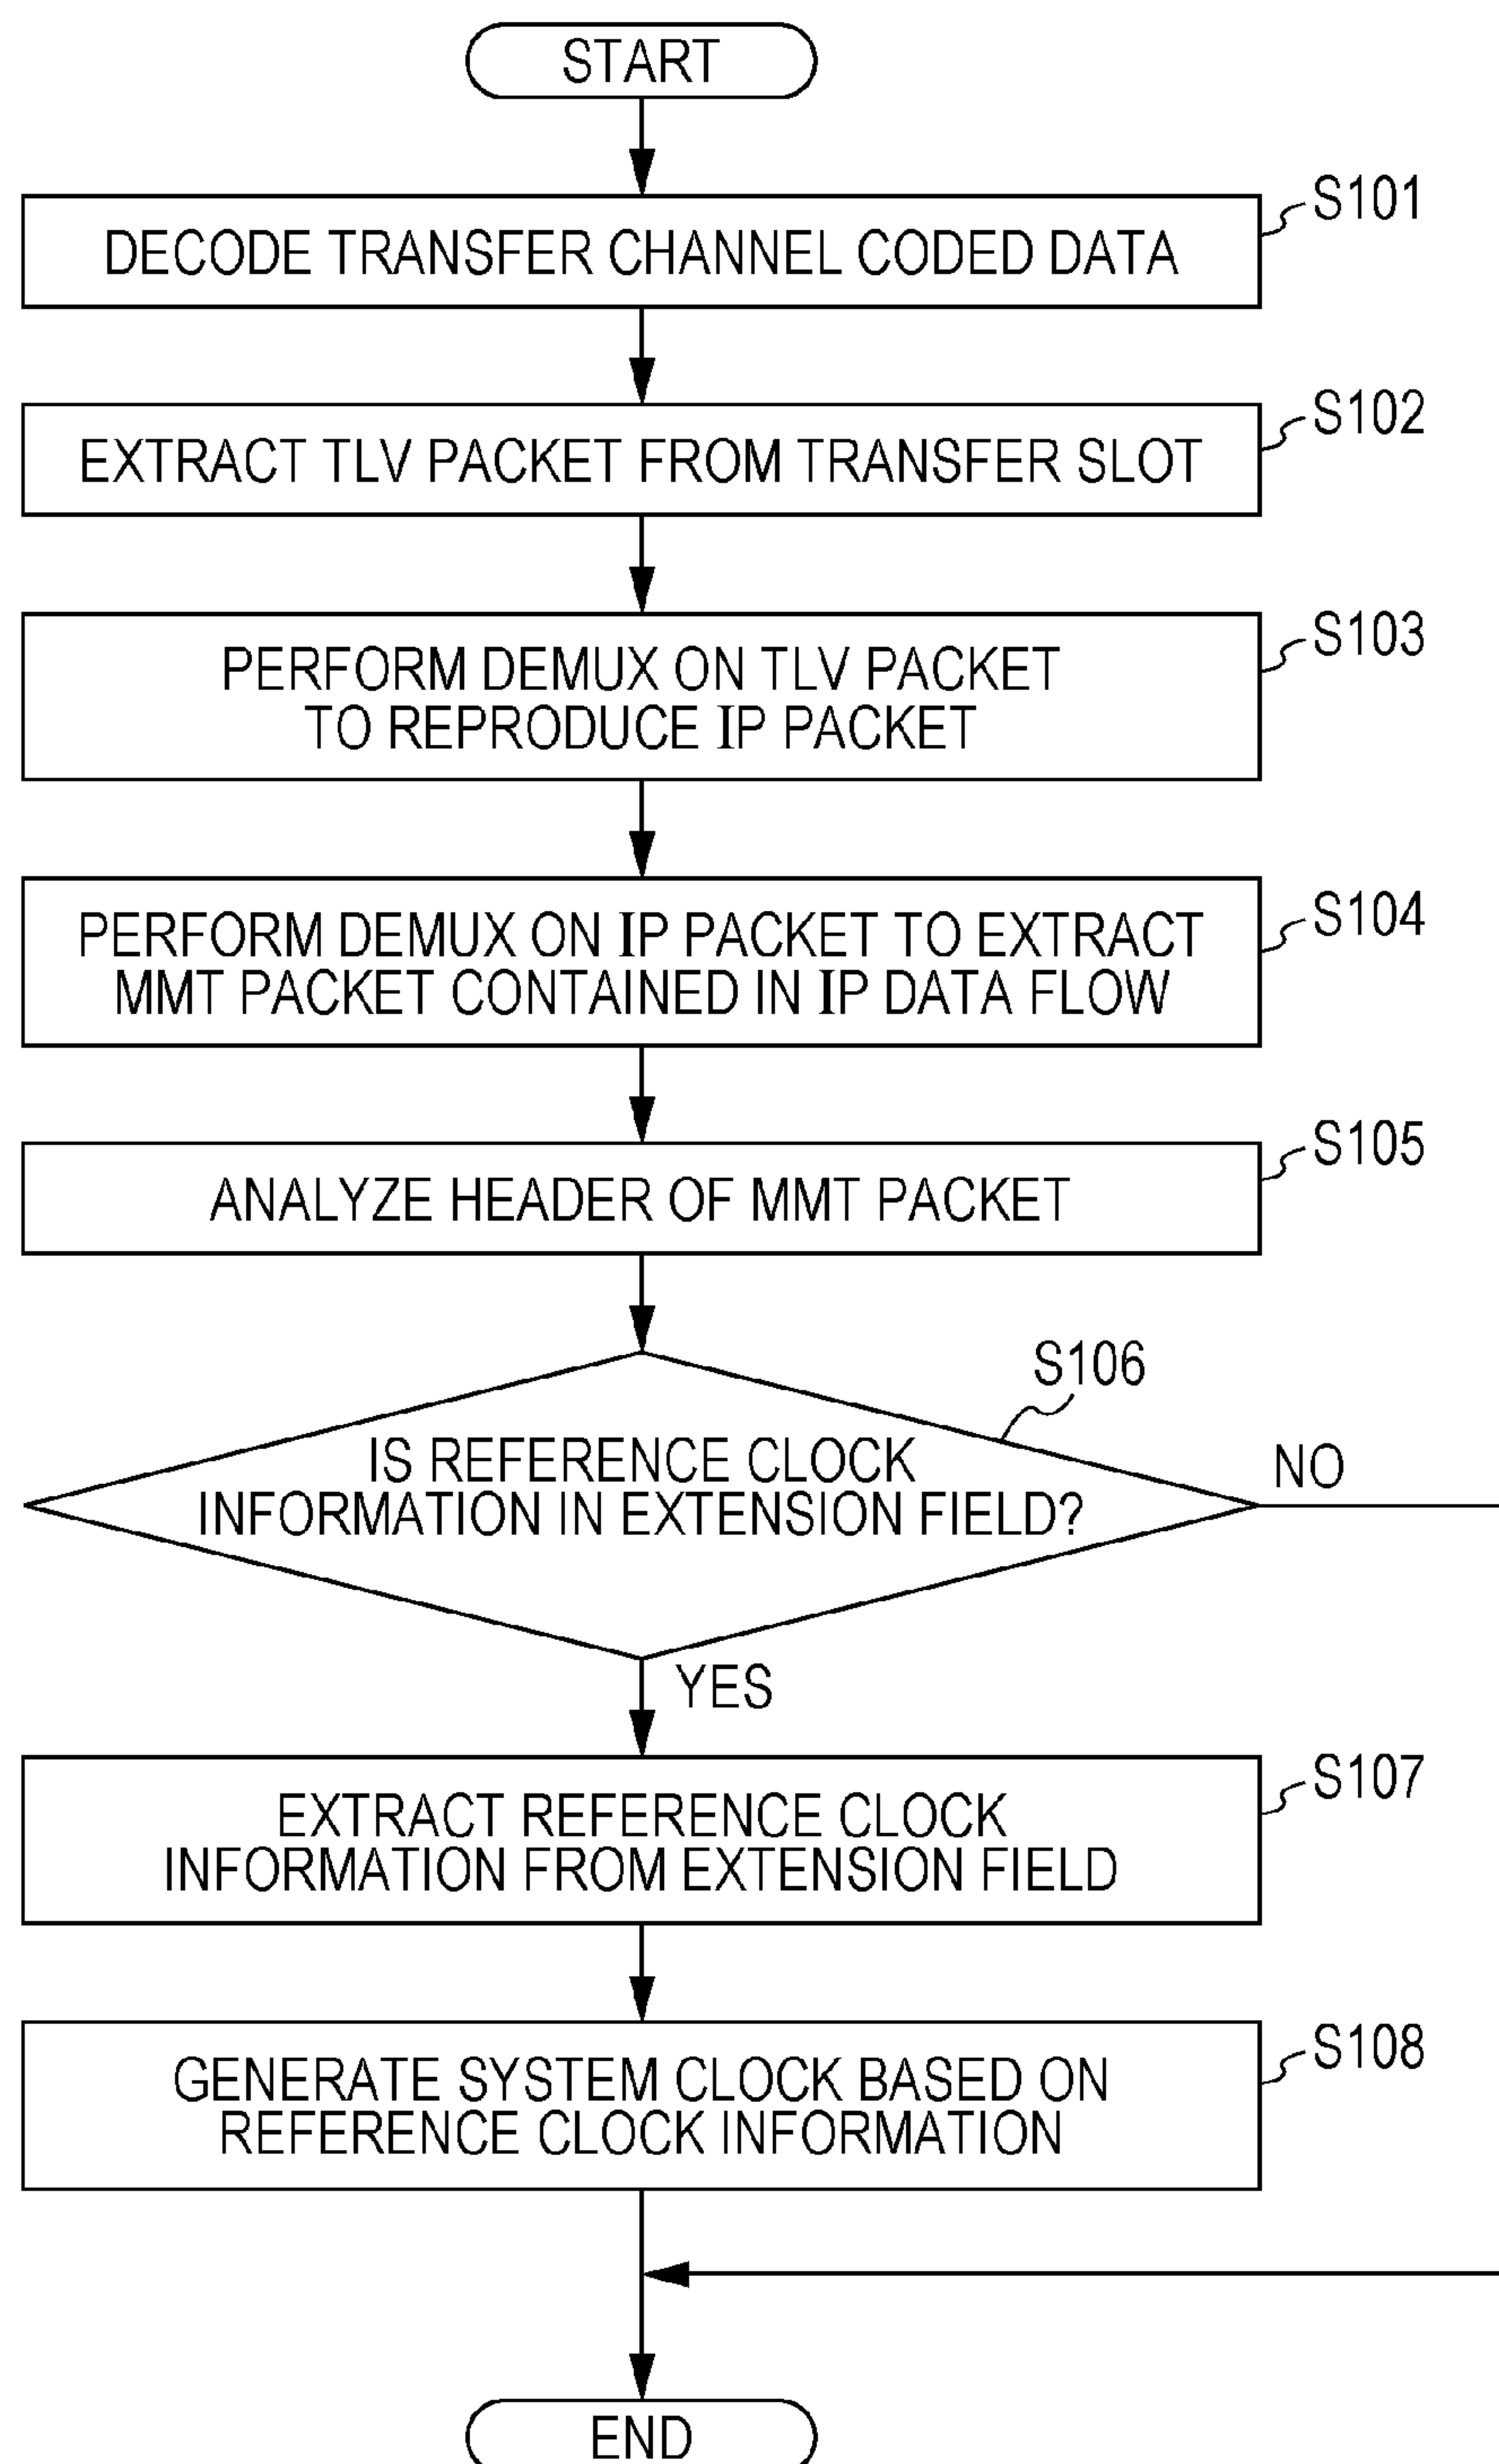 START
S101
DECODE TRANSFER CHANNEL CODED DATA
S102
EXTRACT TLV PACKET FROM TRANSFER SLOT
S103
PERFORM DEMUX ON TLV PACKET
TO REPRODUCE IP PACKET
S104
PERFORM DEMUX ON IP PACKET TO EXTRACT
MMT PACKET CONTAINED IN IP DATA FLOW
S105
ANALYZE HEADER OF MMT PACKET
S106
IS REFERENCE CLOCK
INFORMATION IN EXTENSION FIELD?
NO
YES
S107
EXTRACT REFERENCE CLOCK
INFORMATION FROM EXTENSION FIELD
S108
GENERATE SYSTEM CLOCK BASED ON
REFERENCE CLOCK INFORMATION
END